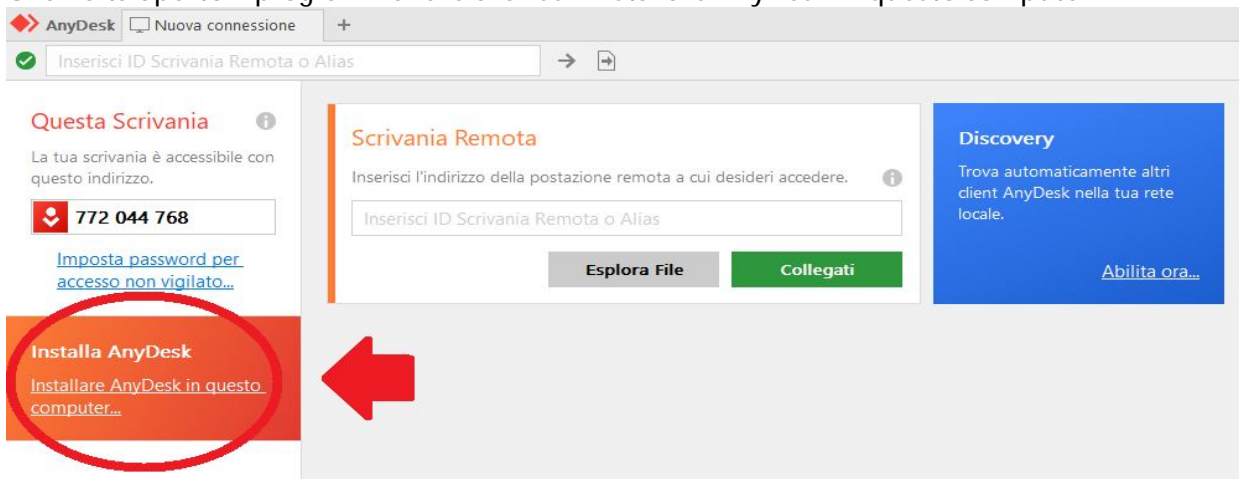 AnyDesk Nuova connessione +
Inserisci ID Scrivania Remota o Alias
Questa Scrivania
La tua scrivania è accessibile con
questo indirizzo.
772 044 768
Imposta password per
accesso non vigilato...
Installa AnyDesk
Installare AnyDesk in questo
computer...
Scrivania Remota
Inserisci l'indirizzo della postazione remota a cui desideri accedere.
Inserisci ID Scrivania Remota o Alias
Esplora File Collegati
Discovery
Trova automaticamente altri
client AnyDesk nella tua rete
locale.
Abilita ora...